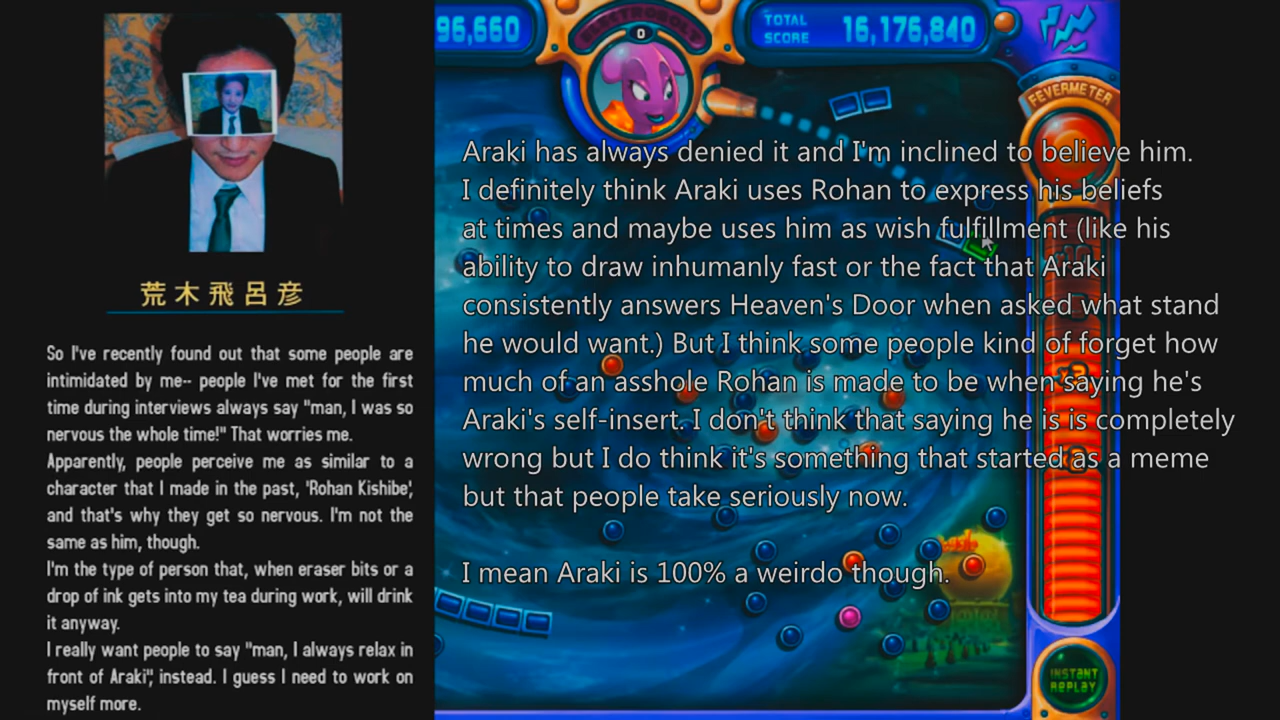 荒木飛呂彦
So I've recently found out that some people are
intimidated by me-- people I've met for the first
time during interviews always say "man, I was so
nervous the whole time!" That worries me.
Apparently, people perceive me as similar to a
character that I made in the past, 'Rohan Kishibe',
and that's why they get so nervous. I'm not the
same as him, though.
I'm the type of person that, when eraser bits or a
drop of ink gets into my tea during work, will drink
it anyway.
I really want people to say "man, I always relax in
front of Araki", instead. I guess I need to work on
myself more.
96,660
TOTAL
SCORE
16,176,840
0
FEVERMETER
Araki has always denied it and I'm inclined to believe him.
I definitely think Araki uses Rohan to express his beliefs
at times and maybe uses him as wish fulfillment (like his
ability to draw inhumanly fast or the fact that Araki
consistently answers Heaven's Door when asked what stand
he would want.) But I think some people kind of forget how
much of an asshole Rohan is made to be when saying he's
Araki's self-insert. I don't think that saying he is is completely
wrong but I do think it's something that started as a meme
but that people take seriously now.
I mean Araki is 100% a weirdo though.
INSTANT
REPLAY